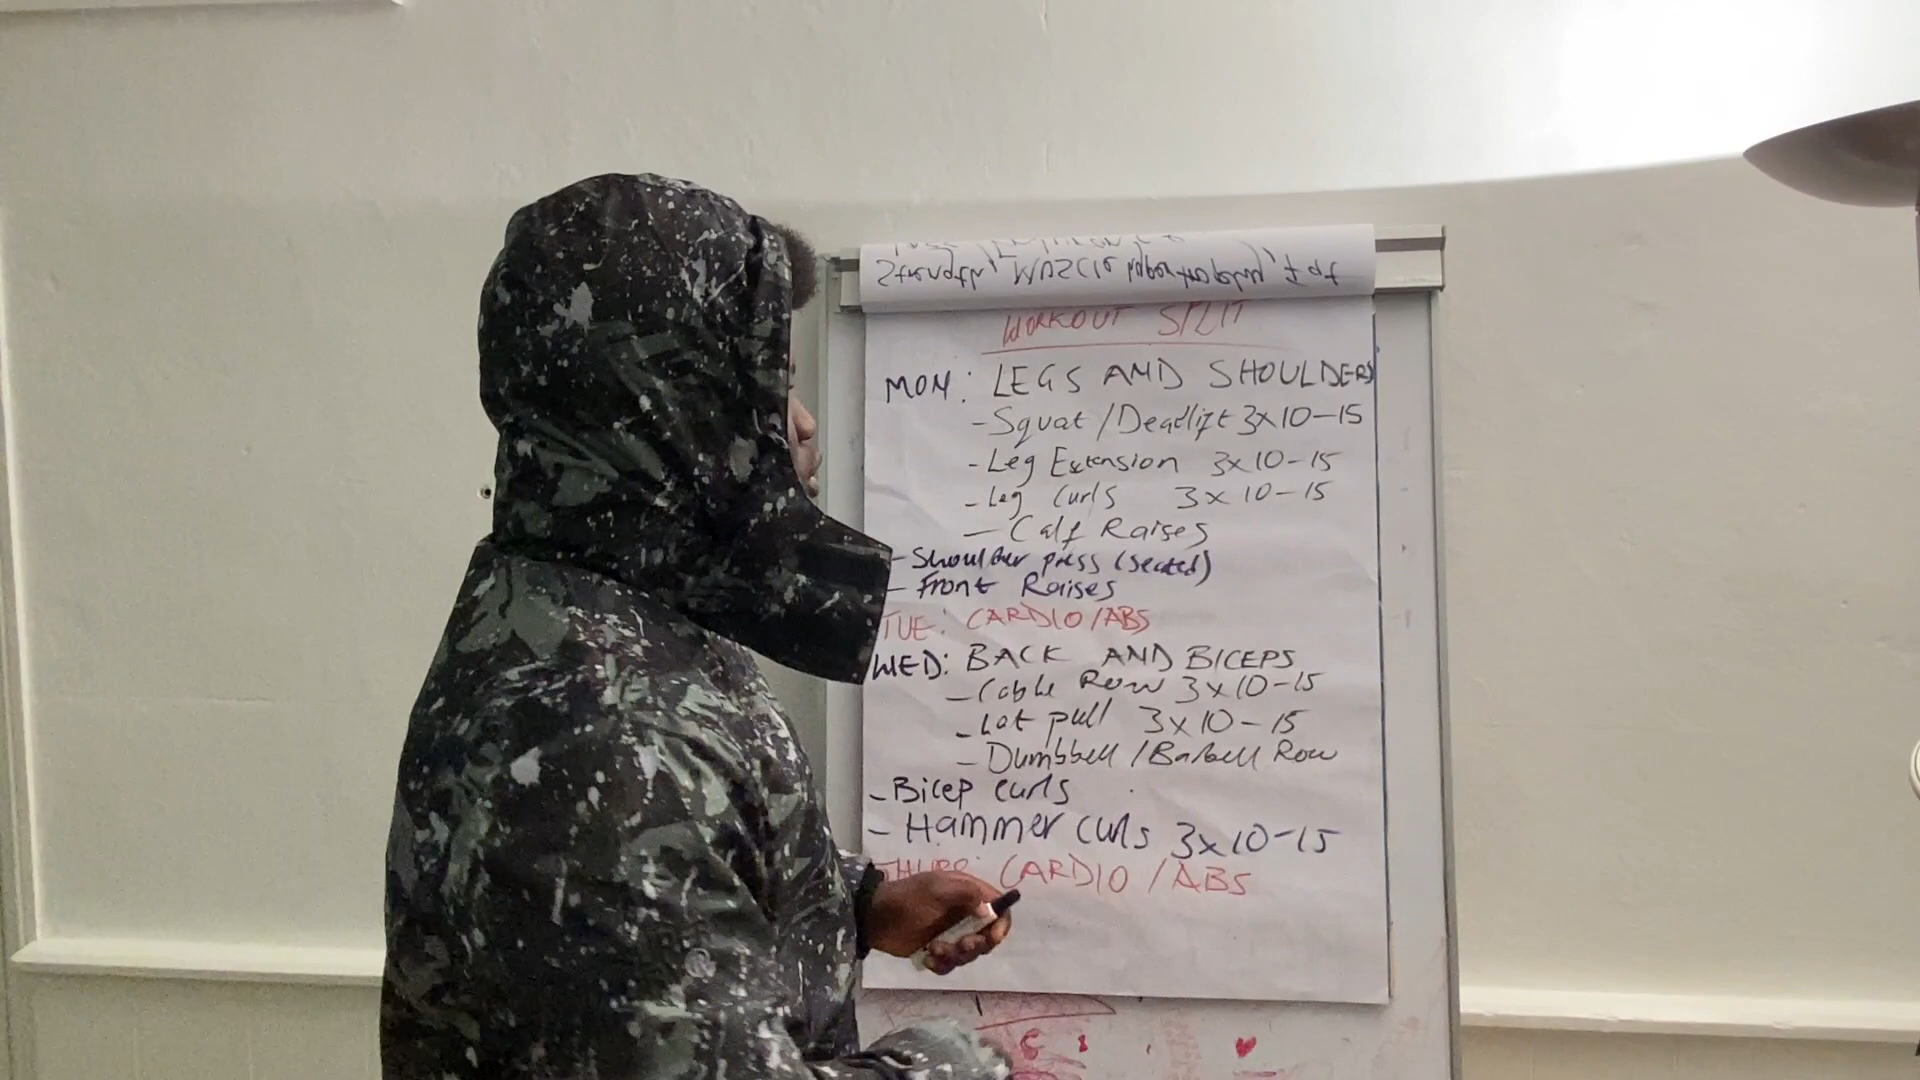 WORKOUT SPLIT
MON: LEGS AND SHOULDERS
- Squat / Deadlift 3x10-15
- Leg Extension 3x10-15
- Leg Curls 3x10-15
- Calf Raises
- Shoulder press (Seated)
- Front Raises
TUE: CARDIO / ABS
WED: BACK AND BICEPS
- Cable Row 3x10-15
- Lat pull 3x10-15
- Dumbbell / Barbell Row
- Bicep curls
- Hammer curls 3x10-15
THURS: CARDIO / ABS